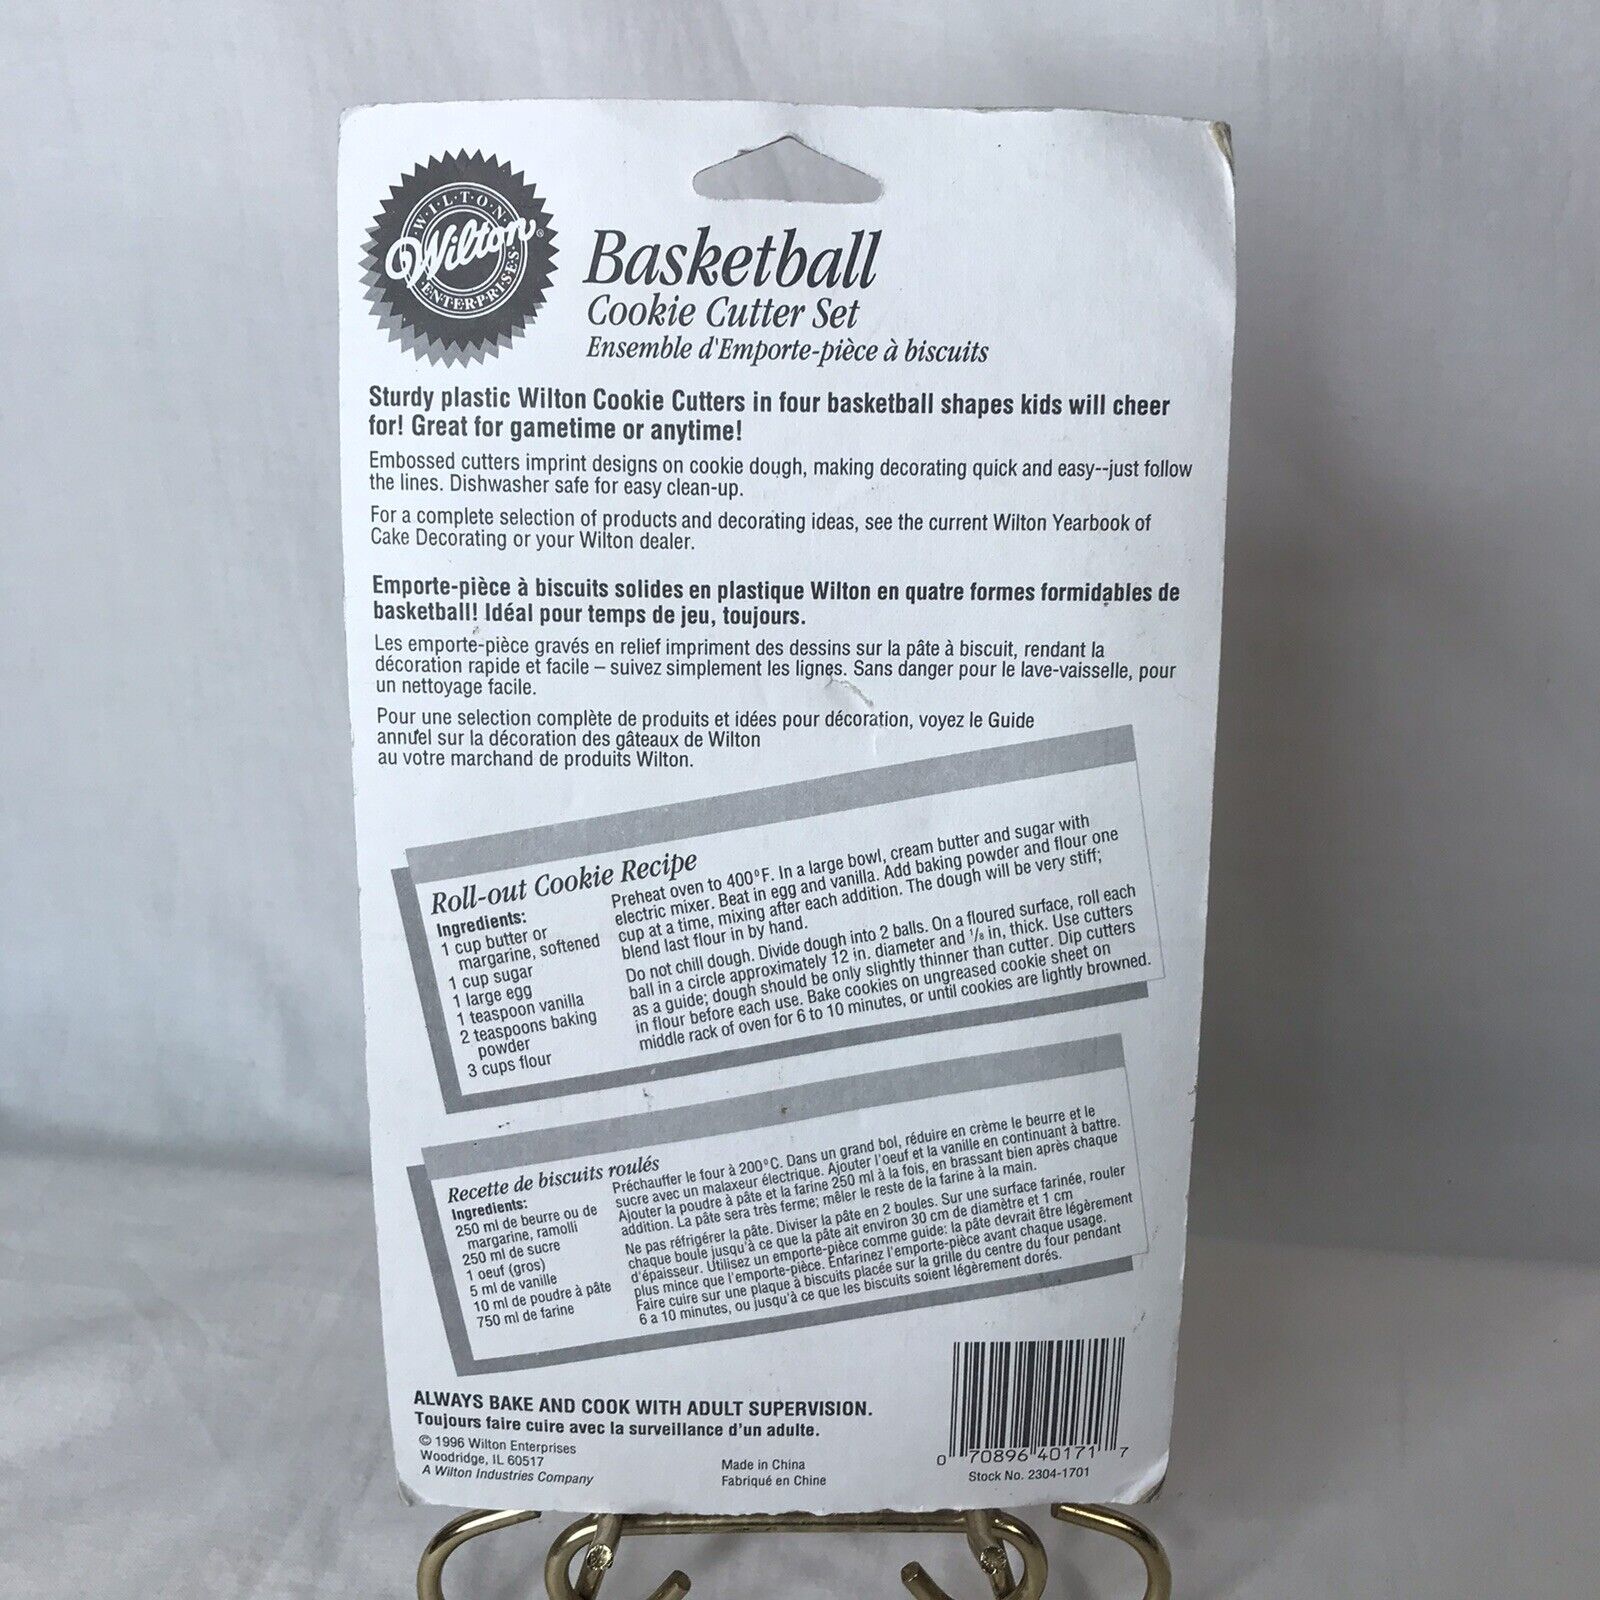 WILTON
Wilton®
ENTERPRISES
Basketball
Cookie Cutter Set
Ensemble d'Emporte-pièce à biscuits
Sturdy plastic Wilton Cookie Cutters in four basketball shapes kids will cheer
for! Great for gametime or anytime!
Embossed cutters imprint designs on cookie dough, making decorating quick and easy--just follow
the lines. Dishwasher safe for easy clean-up.
For a complete selection of products and decorating ideas, see the current Wilton Yearbook of
Cake Decorating or your Wilton dealer.
Emporte-pièce à biscuits solides en plastique Wilton en quatre formes formidables de
basketball! Idéal pour temps de jeu, toujours.
Les emporte-pièce gravés en relief impriment des dessins sur la pâte à biscuit, rendant la
décoration rapide et facile – suivez simplement les lignes. Sans danger pour le lave-vaisselle, pour
un nettoyage facile.
Pour une selection complète de produits et idées pour décoration, voyez le Guide
annuel sur la décoration des gâteaux de Wilton
au votre marchand de produits Wilton.
Roll-out Cookie Recipe
Ingredients:
1 cup butter or
margarine, softened
1 cup sugar
1 large egg
1 teaspoon vanilla
2 teaspoons baking
powder
3 cups flour
Preheat oven to 400°F. In a large bowl, cream butter and sugar with
electric mixer. Beat in egg and vanilla. Add baking powder and flour one
cup at a time, mixing after each addition. The dough will be very stiff;
blend last flour in by hand.
Do not chill dough. Divide dough into 2 balls. On a floured surface, roll each
ball in a circle approximately 12 in. diameter and 1/8 in, thick. Use cutters
as a guide; dough should be only slightly thinner than cutter. Dip cutters
in flour before each use. Bake cookies on ungreased cookie sheet on
middle rack of oven for 6 to 10 minutes, or until cookies are lightly browned.
Recette de biscuits roulés
Ingredients:
250 ml de beurre ou de
margarine, ramolli
250 ml de sucre
1 oeuf (gros)
5 ml de vanille
10 ml de poudre à pâte
750 ml de farine
Préchauffer le four à 200°C. Dans un grand bol, réduire en crème le beurre et le
sucre avec un malaxeur électrique. Ajouter l'oeuf et la vanille en continuant à battre.
Ajouter la poudre à pâte et la farine 250 ml à la fois, en brassant bien après chaque
addition. La pâte sera très ferme; mêler le reste de la farine à la main.
Ne pas réfrigérer la pâte. Diviser la pâte en 2 boules. Sur une surface farinée, rouler
chaque boule jusqu'à ce que la pâte ait environ 30 cm de diamètre et 1 cm
d'épaisseur. Utilisez un emporte-pièce comme guide: la pâte devrait être légèrement
plus mince que l'emporte-pièce. Enfarinez l'emporte-pièce avant chaque usage.
Faire cuire sur une plaque à biscuits placée sur la grille du centre du four pendant
6 a 10 minutes, ou jusqu'à ce que les biscuits soient légèrement dorés.
ALWAYS BAKE AND COOK WITH ADULT SUPERVISION.
Toujours faire cuire avec la surveillance d'un adulte.
© 1996 Wilton Enterprises
Woodridge, IL 60517
A Wilton Industries Company
Made in China
Fabriqué en Chine
0 70896 40171 7
Stock No. 2304-1701